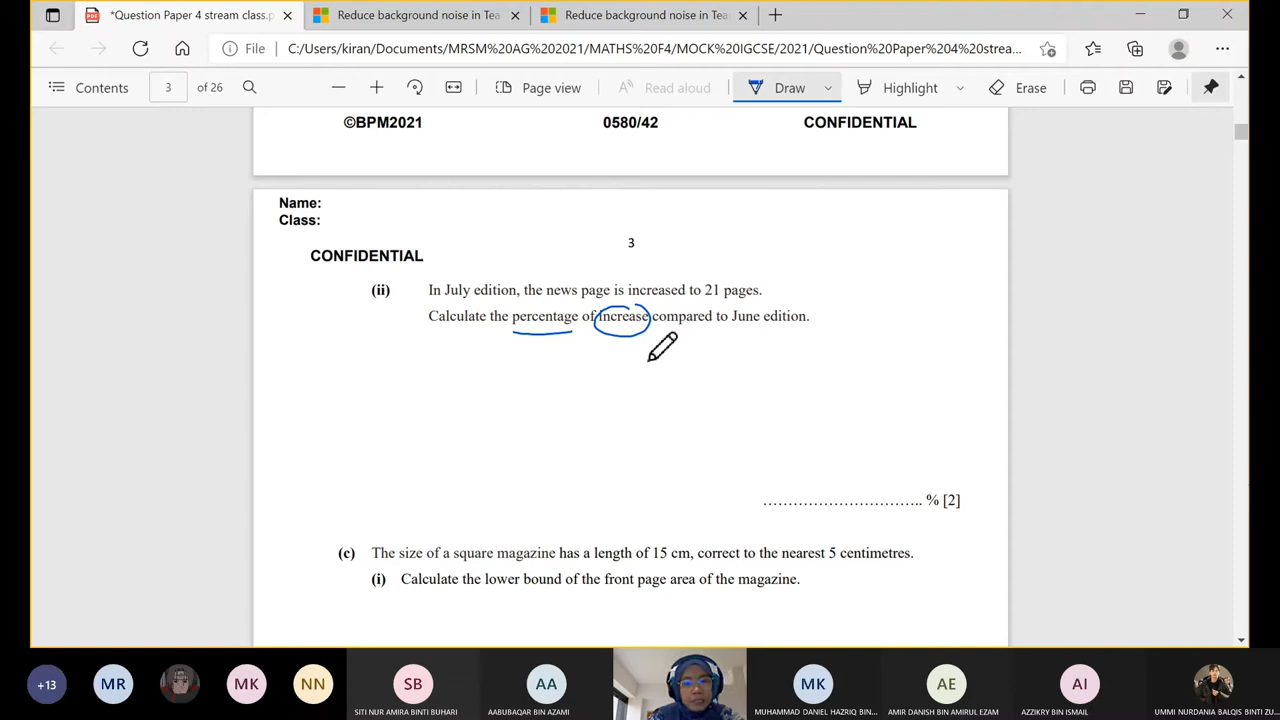 *Question Paper 4 stream class.p
Reduce background noise in Tea
Reduce background noise in Tea
File
C:/Users/kiran/Documents/MRSM%20AG%202021/MATHS%20F4/MOCK%20IGCSE/2021/Question%20Paper%204%20strea...
Contents
3
of 26
Page view
Read aloud
Draw
Highlight
Erase
©BPM2021
0580/42
CONFIDENTIAL
Name:
Class:
3
CONFIDENTIAL
(ii) In July edition, the news page is increased to 21 pages.
Calculate the percentage of increase compared to June edition.
………………………….. % [2]
(c) The size of a square magazine has a length of 15 cm, correct to the nearest 5 centimetres.
(i) Calculate the lower bound of the front page area of the magazine.
+13
MR
MK
NN
SB
SITI NUR AMIRA BINTI BUHARI
AA
AABUBAQAR BIN AZAMI
MK
MUHAMMAD DANIEL HAZRIQ BIN...
AE
AMIR DANISH BIN AMIRUL EZAM
AI
AZZIKRY BIN ISMAIL
UMMI NURDANIA BALQIS BINTI ZU...